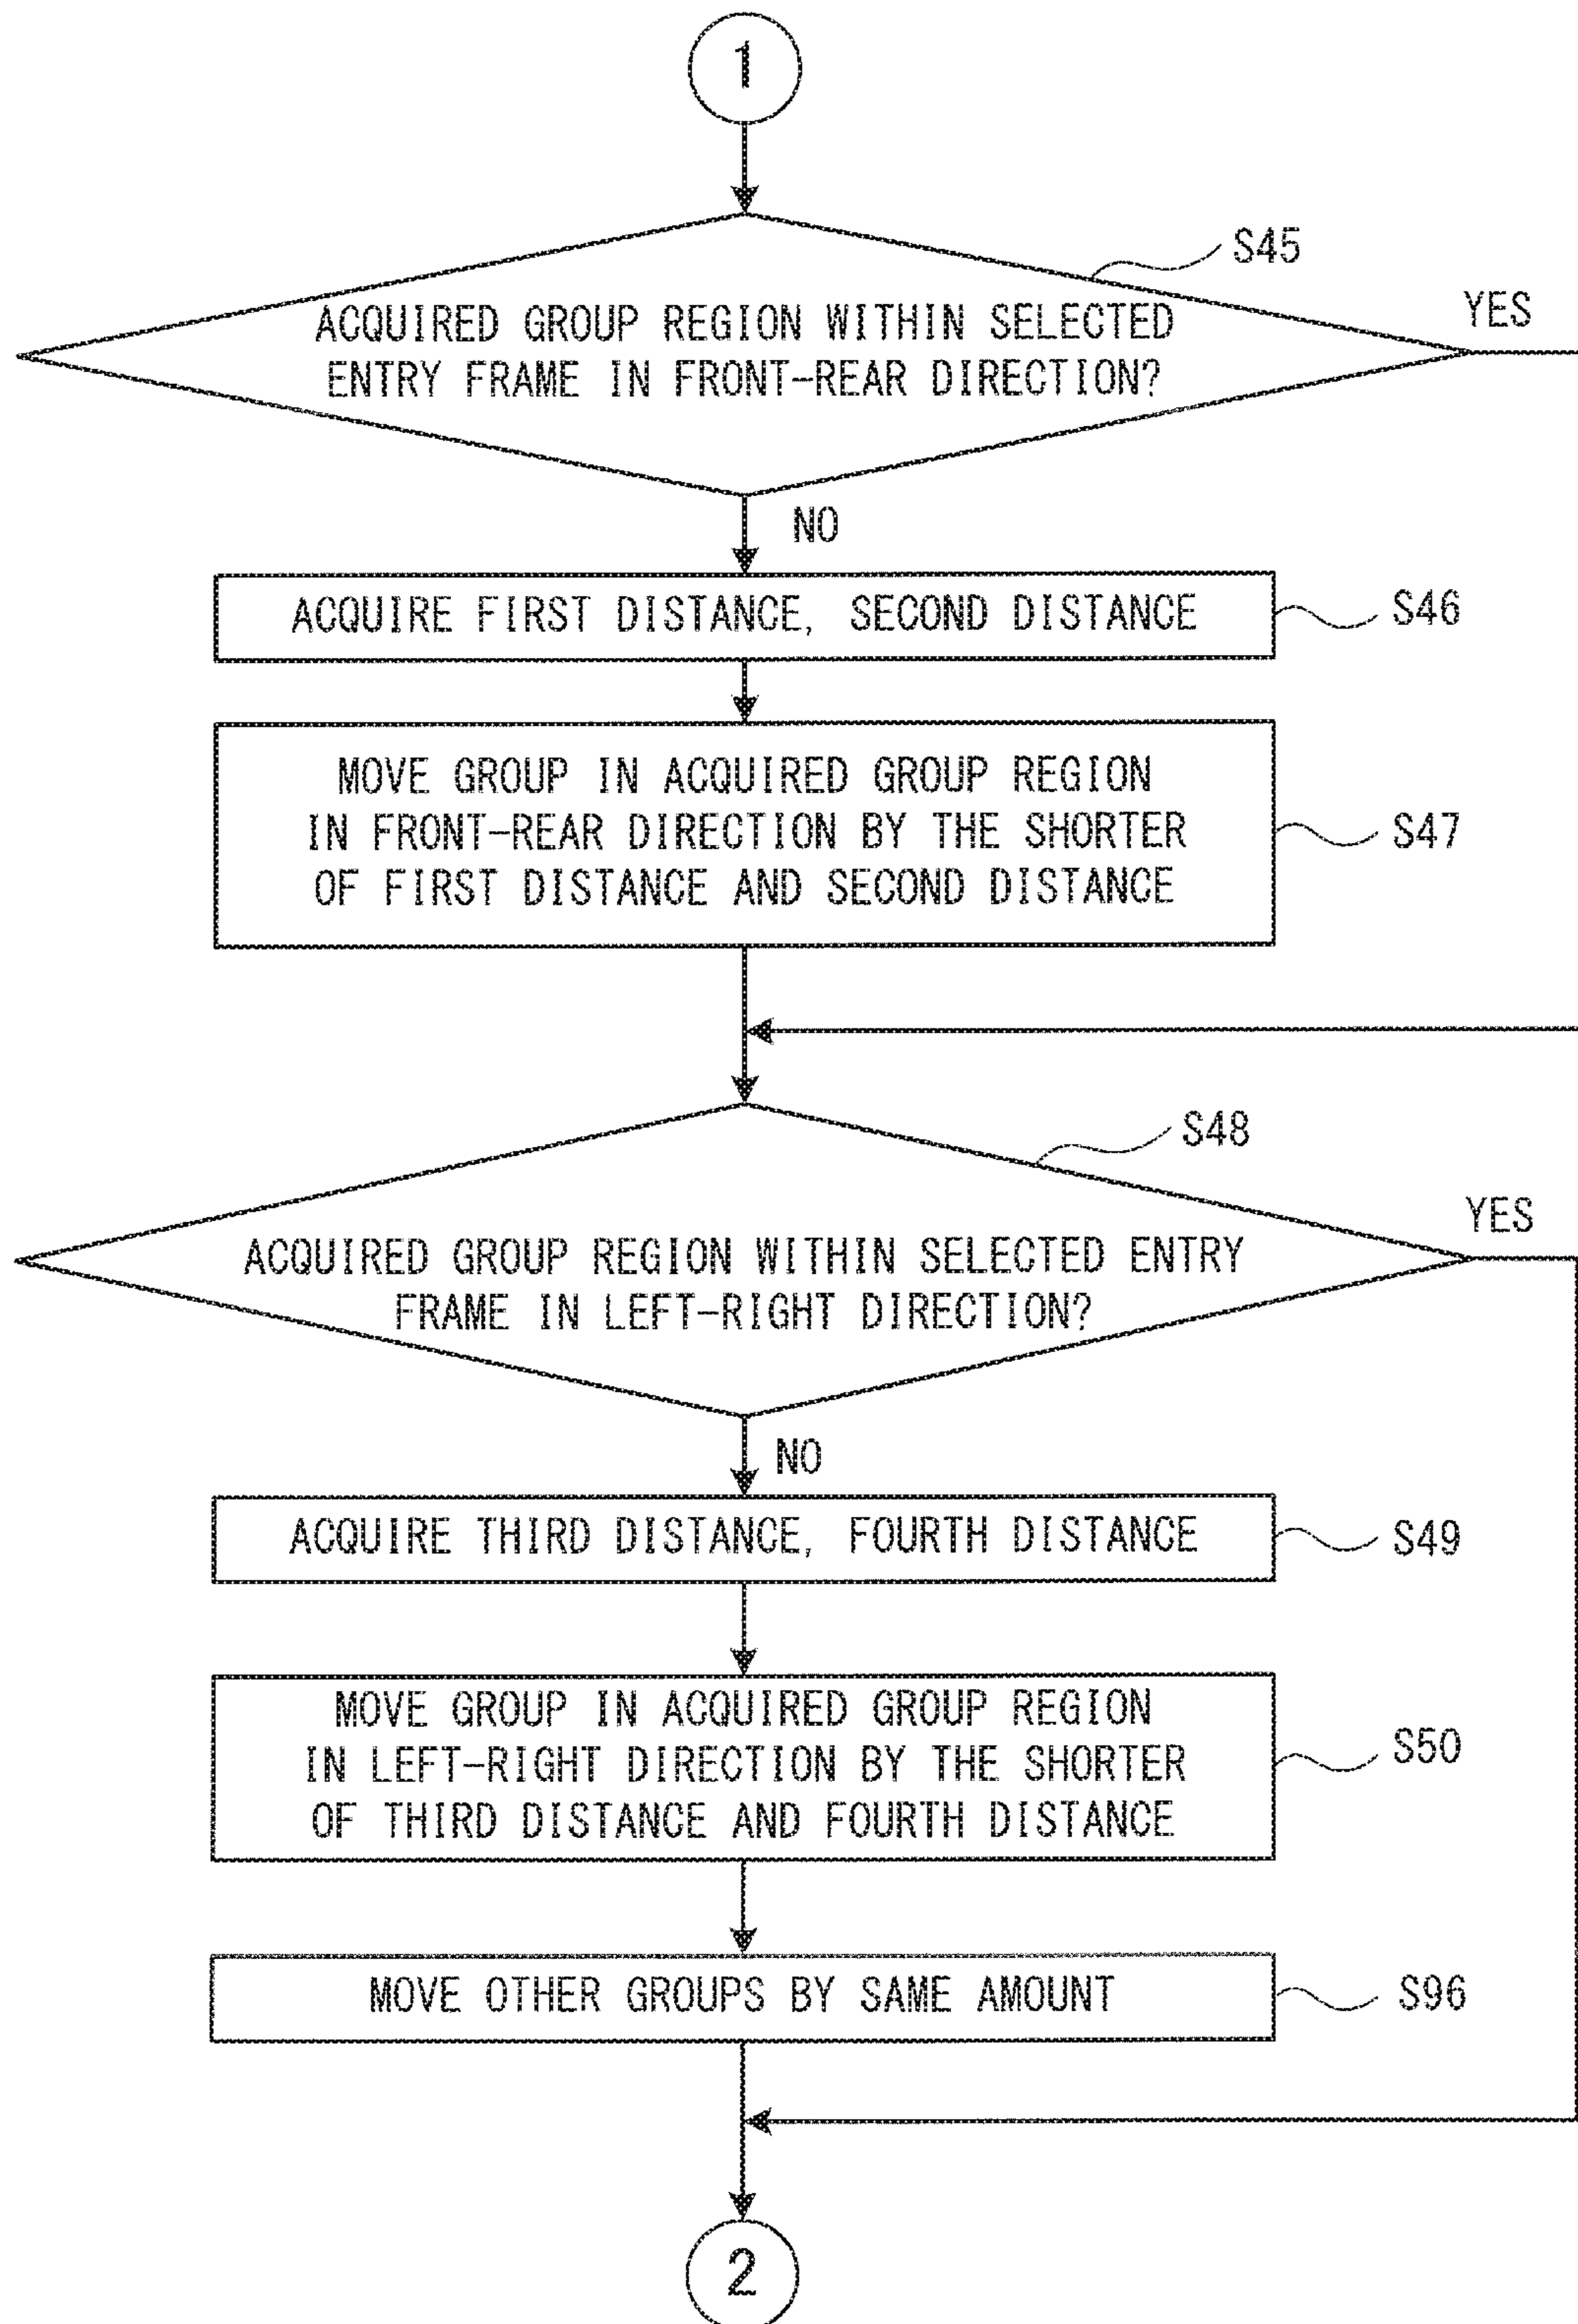 1
S45
YES
ACQUIRED GROUP REGION WITHIN SELECTED
ENTRY FRAME IN FRONT-REAR DIRECTION?
NO
ACQUIRE FIRST DISTANCE, SECOND DISTANCE
S46
MOVE GROUP IN ACQUIRED GROUP REGION
IN FRONT-REAR DIRECTION BY THE SHORTER
OF FIRST DISTANCE AND SECOND DISTANCE
S47
S48
YES
ACQUIRED GROUP REGION WITHIN SELECTED ENTRY
FRAME IN LEFT-RIGHT DIRECTION?
NO
ACQUIRE THIRD DISTANCE, FOURTH DISTANCE
S49
MOVE GROUP IN ACQUIRED GROUP REGION
IN LEFT-RIGHT DIRECTION BY THE SHORTER
OF THIRD DISTANCE AND FOURTH DISTANCE
S50
MOVE OTHER GROUPS BY SAME AMOUNT
S96
2